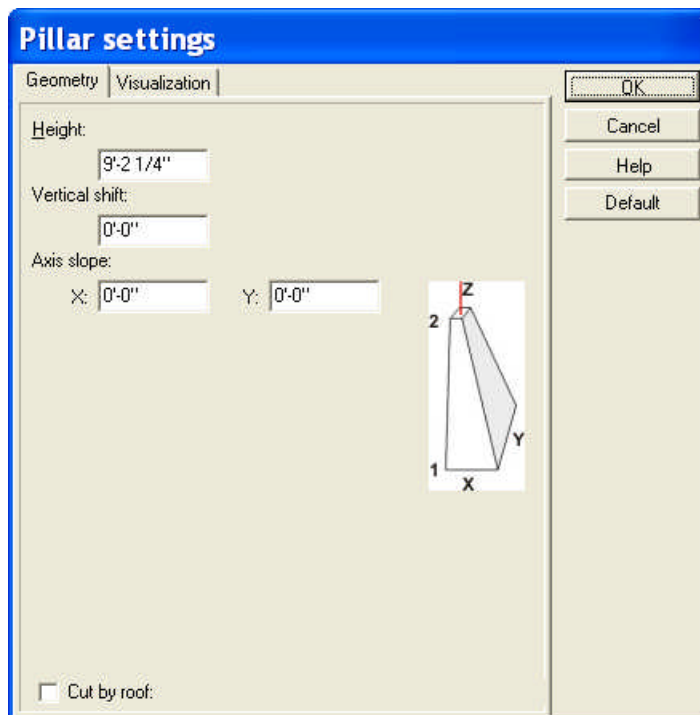 Pillar settings
Geometry Visualization
OK
Cancel
Help
Default
Height:
9'-2 1/4"
Vertical shift:
0'-0"
Axis slope:
X: 0'-0" Y: 0'-0"
Z
2
Y
1
X
Cut by roof: